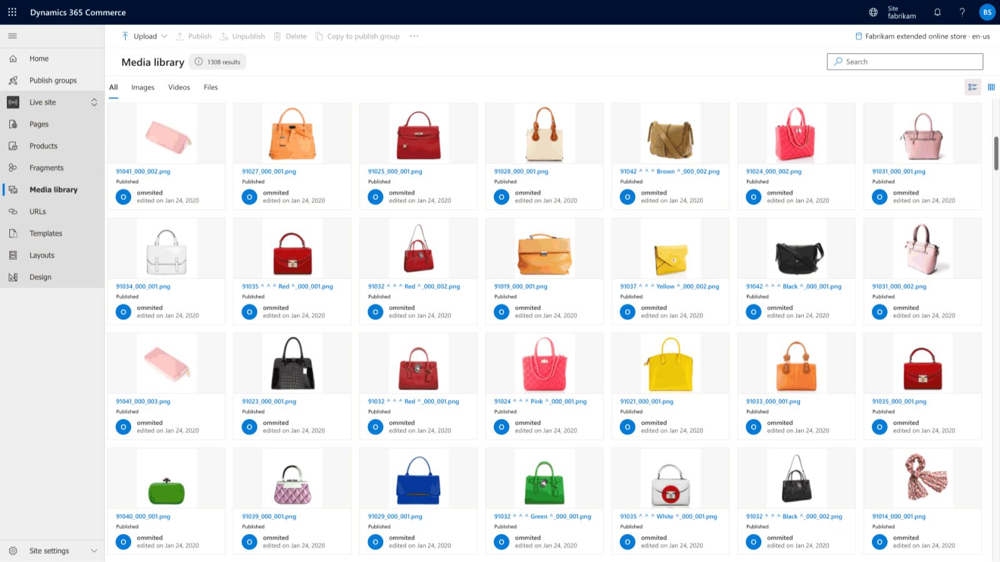 Dynamics 365 Commerce
Site
fabrikam
?
BS
Upload
Publish
Unpublish
Delete
Copy to publish group
...
Fabrikam extended online store · en-us
Home
Publish groups
Live site
Pages
Products
Fragments
Media library
URLs
Templates
Layouts
Design
Site settings
Media library
1308 results
Search
All Images Videos Files
91041_000_002.png
Published
O
ommited
edited on Jan 24, 2020
91027_000_001.png
Published
O
ommited
edited on Jan 24, 2020
91025_000_001.png
Published
O
ommited
edited on Jan 24, 2020
91028_000_001.png
Published
O
ommited
edited on Jan 24, 2020
91042 ^ ^ ^ Brown ^_000_002.png
Published
O
ommited
edited on Jan 24, 2020
91024_000_002.png
Published
O
ommited
edited on Jan 24, 2020
91031_000_001.png
Published
O
ommited
edited on Jan 24, 2020
91034_000_001.png
Published
O
ommited
edited on Jan 24, 2020
91035 ^ ^ ^ Red ^_000_001.png
Published
O
ommited
edited on Jan 24, 2020
91032 ^ ^ ^ Red ^_000_002.png
Published
O
ommited
edited on Jan 24, 2020
91019_000_001.png
Published
O
ommited
edited on Jan 24, 2020
91037 ^ ^ ^ Yellow ^_000_002.png
Published
O
ommited
edited on Jan 24, 2020
91042 ^ ^ ^ Black ^_000_001.png
Published
O
ommited
edited on Jan 24, 2020
91031_000_002.png
Published
O
ommited
edited on Jan 24, 2020
91041_000_003.png
Published
O
ommited
edited on Jan 24, 2020
91023_000_001.png
Published
O
ommited
edited on Jan 24, 2020
91032 ^ ^ ^ Red ^_000_001.png
Published
O
ommited
edited on Jan 24, 2020
91024 ^ ^ ^ Pink ^_000_001.png
Published
O
ommited
edited on Jan 24, 2020
91021_000_001.png
Published
O
ommited
edited on Jan 24, 2020
91033_000_001.png
Published
O
ommited
edited on Jan 24, 2020
91035_000_001.png
Published
O
ommited
edited on Jan 24, 2020
91040_000_001.png
Published
O
ommited
edited on Jan 24, 2020
91039_000_001.png
Published
O
ommited
edited on Jan 24, 2020
91029_000_001.png
Published
O
ommited
edited on Jan 24, 2020
91032 ^ ^ ^ Green ^_000_001.png
Published
O
ommited
edited on Jan 24, 2020
91035 ^ ^ ^ White ^_000_001.png
Published
O
ommited
edited on Jan 24, 2020
91032 ^ ^ ^ Black ^_000_002.png
Published
O
ommited
edited on Jan 24, 2020
91014_000_001.png
Published
O
ommited
edited on Jan 24, 2020